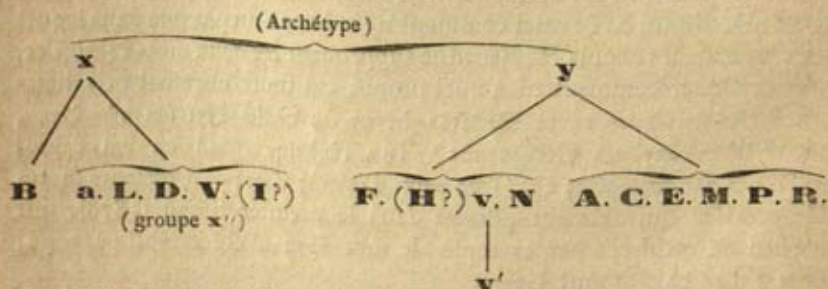 (Archétype)
x y
B a. L. D. V. (I?) F. (H?) v. N A. C. E. M. P. R.
(groupe x'')
v'